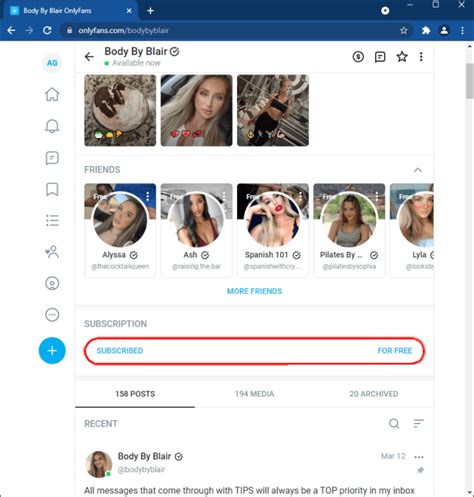 Body By Blair OnlyFans
onlyfans.com/bodybyblair
AG
Body By Blair
Available now
FRIENDS
Free Free Free Free Free
Alyssa Ash Spanish 101 Pilates By ... Lyla
@thecocktailqueen @raising.the.bar @spanishwithcry... @pilatesbysophia @looksby
MORE FRIENDS
SUBSCRIPTION
SUBSCRIBED FOR FREE
158 POSTS 194 MEDIA 20 ARCHIVED
RECENT
Body By Blair Mar 12
@bodybyblair
All messages that come through with TIPS will always be a TOP priority in my inbox